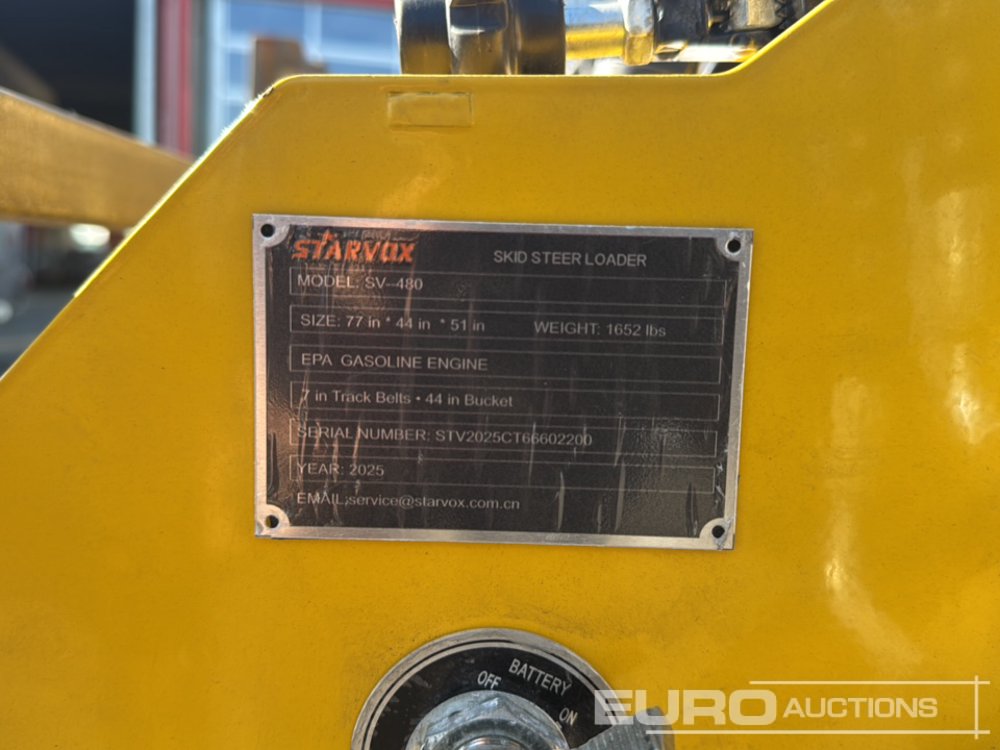 STARVOX SKID STEER LOADER
MODEL: SV-480
SIZE: 77 in * 44 in * 51 in WEIGHT: 1652 lbs
EPA GASOLINE ENGINE
7 in Track Belts • 44 in Bucket
SERIAL NUMBER: STV2025CT66602200
YEAR: 2025
EMAIL:service@starvox.com.cn
BATTERY
OFF
ON
EURO AUCTIONS